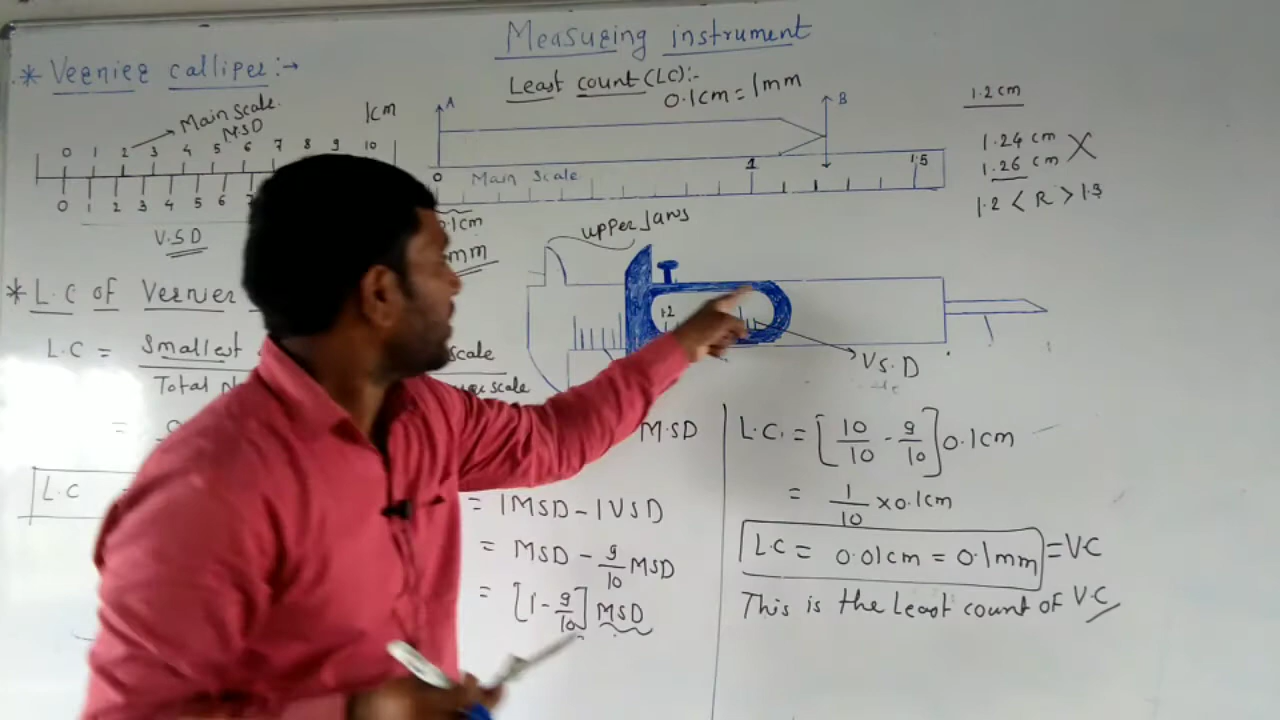 Measuring instrument
* Vernier calliper:→
Least count (LC):-
0.1cm = 1mm
Main scale.
M.S.D
1cm
0 1 2 3 4 5 6 7 8 9 10
0 1 2 3 4 5 6
V.S.D
A
B
0 Main Scale 1 1.5
0.1cm
mm
1.2 cm
1.24 cm
1.26 cm X
1.2 < R > 1.3
upper Jaws
1.2
V.S.D
* L.C of Vernier
L.C = Smallest scale
Total scale
=
L.C
M.SD
= 1MSD - 1VSD
= MSD - 9/10 MSD
= [1 - 9/10] MSD
L.C. = [10/10 - 9/10] 0.1cm
= 1/10 × 0.1cm
L.C = 0.01cm = 0.1mm = V.C
This is the Least count of V.C